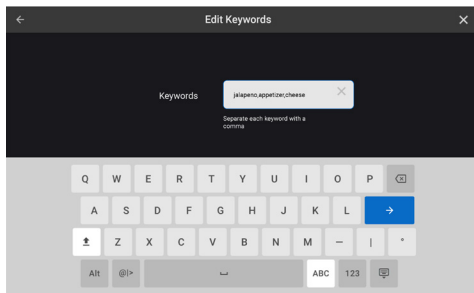 Edit Keywords
Keywords
jalapeno,appetizer,cheese
Separate each keyword with a
comma
Q W E R T Y U I O P
A S D F G H J K L
Z X C V B N M — | °
Alt @|> ABC 123